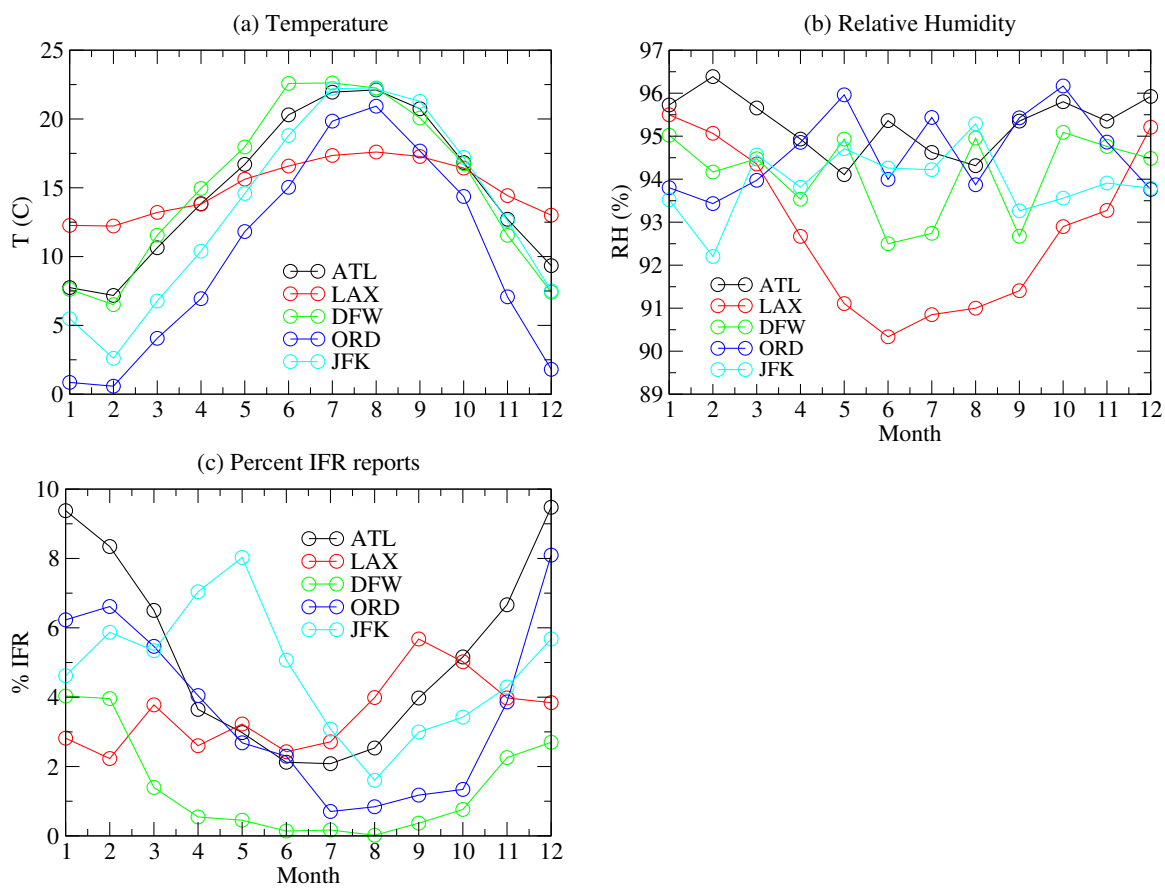 (a) Temperature
25
20
15
10
5
0
T (C)
ATL
LAX
DFW
ORD
JFK
1 2 3 4 5 6 7 8 9 10 11 12
(b) Relative Humidity
97
96
95
94
93
92
91
90
89
RH (%)
ATL
LAX
DFW
ORD
JFK
1 2 3 4 5 6 7 8 9 10 11 12
Month
(c) Percent IFR reports
10
8
6
4
2
0
% IFR
ATL
LAX
DFW
ORD
JFK
1 2 3 4 5 6 7 8 9 10 11 12
Month